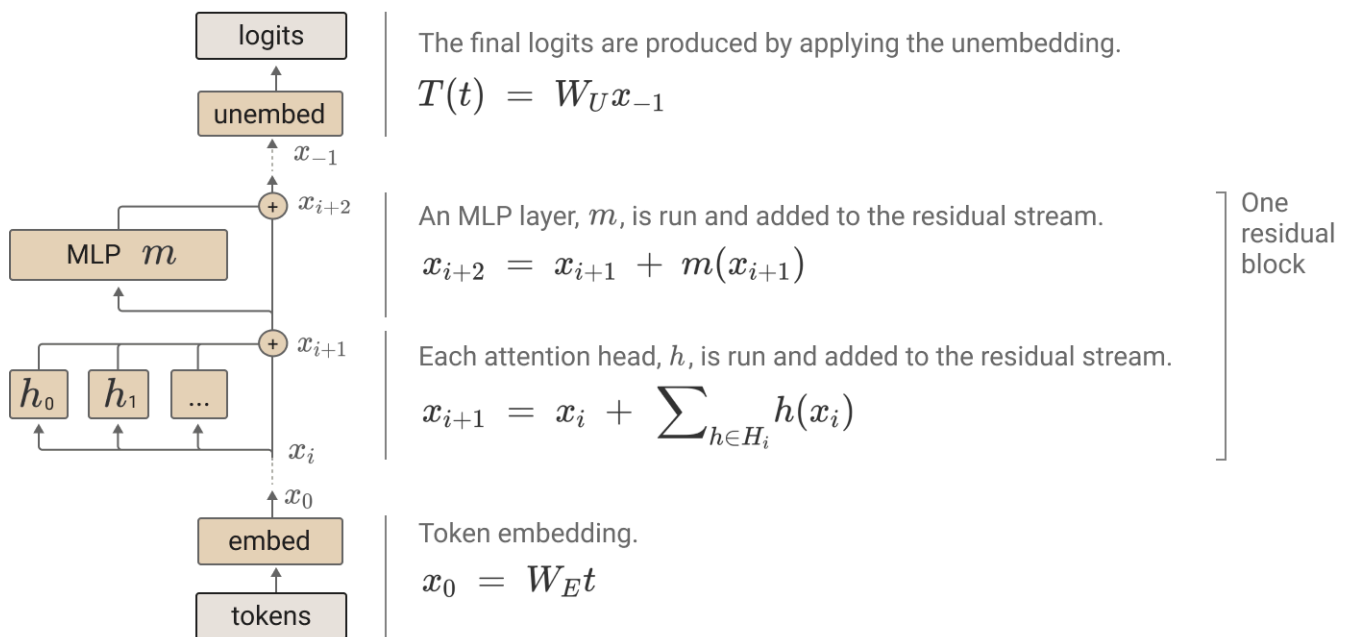 logits
The final logits are produced by applying the unembedding.
T(t) = W_U x_{−1}
unembed
x_{−1}
x_{i+2}
An MLP layer, m, is run and added to the residual stream.
One
residual
block
MLP m
x_{i+2} = x_{i+1} + m(x_{i+1})
x_{i+1}
Each attention head, h, is run and added to the residual stream.
h_0 h_1 ...
x_{i+1} = x_i + ∑_{h∈H_i} h(x_i)
x_i
x_0
embed
Token embedding.
x_0 = W_E t
tokens